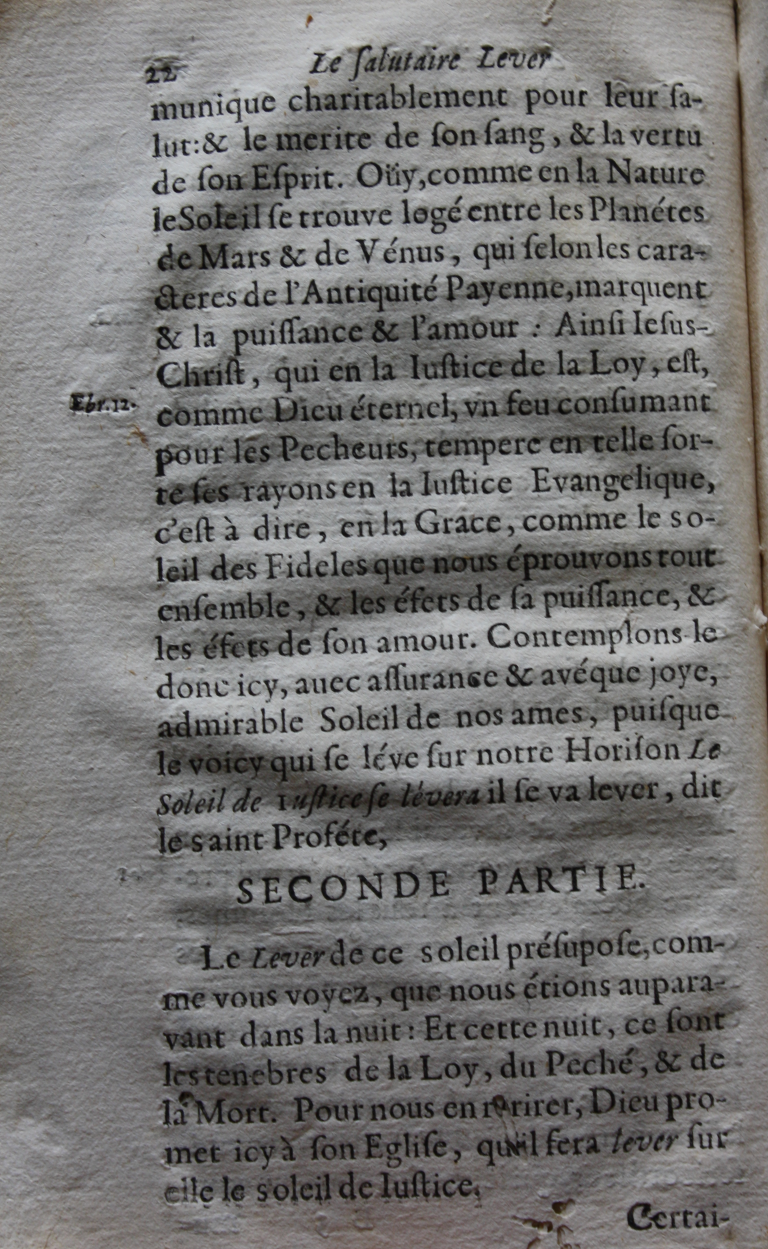 22 Le ſalutaire Lever
munique charitablement pour leur ſa-
lut:& le merite de ſon ſang, & la vertu
de ſon Eſprit. Oüy,comme en la Nature
le Soleil ſe trouve logé entre les Planétes
de Mars & de Vénus, qui ſelon les cara-
cteres de l'Antiquité Payenne,marquent
& la puiſſance & l'amour : Ainſi Ieſus-
Chriſt, qui en la Iuſtice de la Loy, eſt,
Ebr. 12. comme Dieu éternel, vn feu conſumant
pour les Pecheurs, tempere en telle ſor-
te ſes rayons en la Iuſtice Evangelique,
c'eſt à dire, en la Grace, comme le so-
leil des Fideles que nous éprouvons tout
enſemble, & les éfets de ſa puiſſance, &
les éfets de ſon amour. Contemplons le
donc icy, auec aſſurance & avéque joye,
admirable Soleil de nos ames, puiſque
le voicy qui ſe léve ſur notre Horiſon Le
Soleil de Iuſtice ſe lévera il ſe va lever, dit
le saint Proféte,
SECONDE PARTIE.
Le Lever de ce soleil préſupoſe,com-
me vous voyez, que nous étions aupara-
vant dans la nuit : Et cette nuit, ce ſont
les tenebres de la Loy, du Peché, & de
la Mort. Pour nous en retirer, Dieu pro-
met icy à ſon Egliſe, qu'il fera lever ſur
elle le soleil de Iuſtice,
Certai-